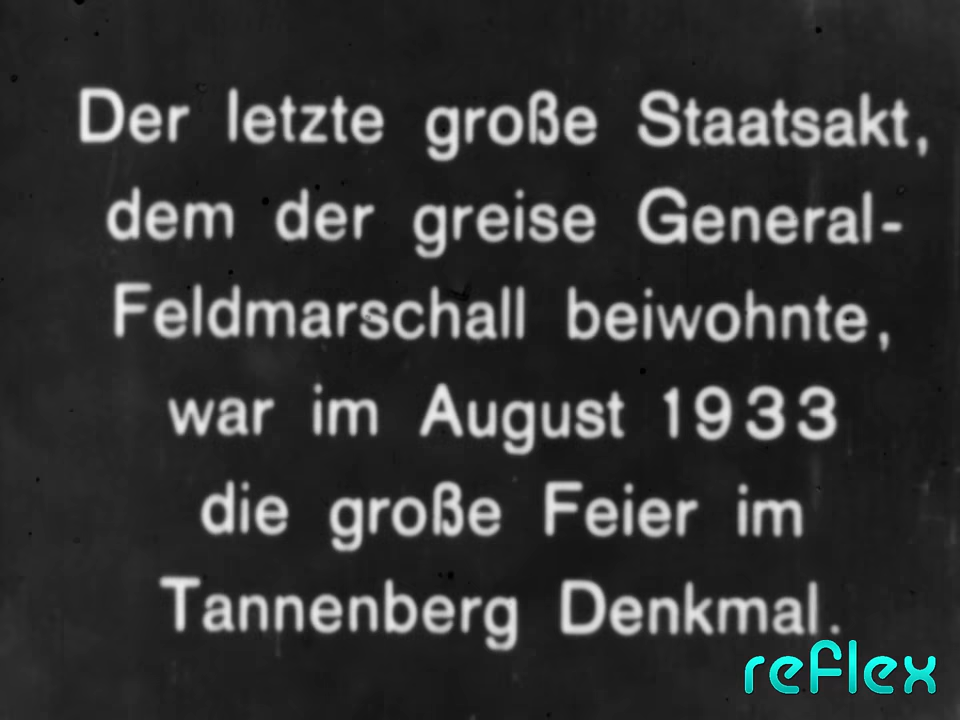 Der letzte große Staatsakt,
dem der greise General-
Feldmarschall beiwohnte,
war im August 1933
die große Feier im
Tannenberg Denkmal.
reflex